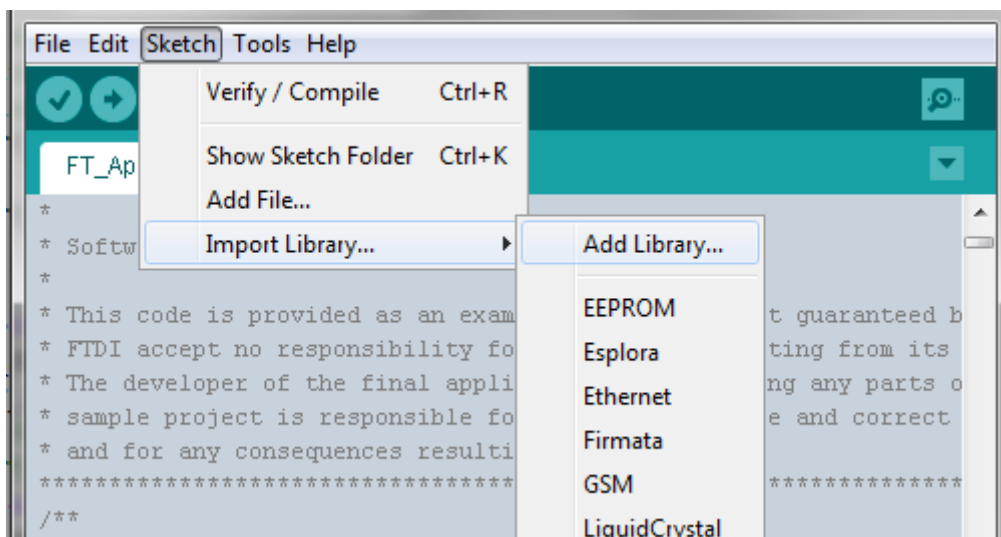 File Edit Sketch Tools Help
Verify / Compile Ctrl+R
Show Sketch Folder Ctrl+K
FT_Ap
Add File...
*
Import Library...
Add Library...
* Softw
*
* This code is provided as an exam
EEPROM
t guaranteed b
* FTDI accept no responsibility fo
Esplora
ting from its
* The developer of the final appli
Ethernet
ng any parts o
* sample project is responsible fo
e and correct
* and for any consequences resulti
Firmata
**********************************
GSM
**************
/**
LiquidCrystal